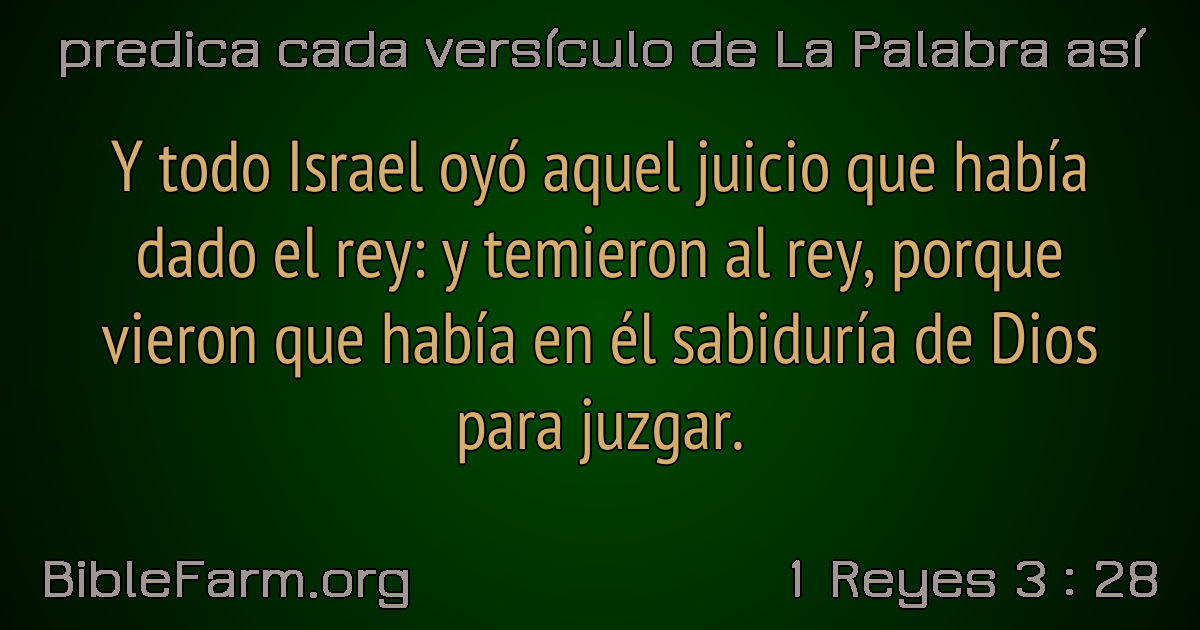 predica cada versículo de La Palabra así
Y todo Israel oyó aquel juicio que había
dado el rey: y temieron al rey, porque
vieron que había en él sabiduría de Dios
para juzgar.
BibleFarm.org
1 Reyes 3 : 28